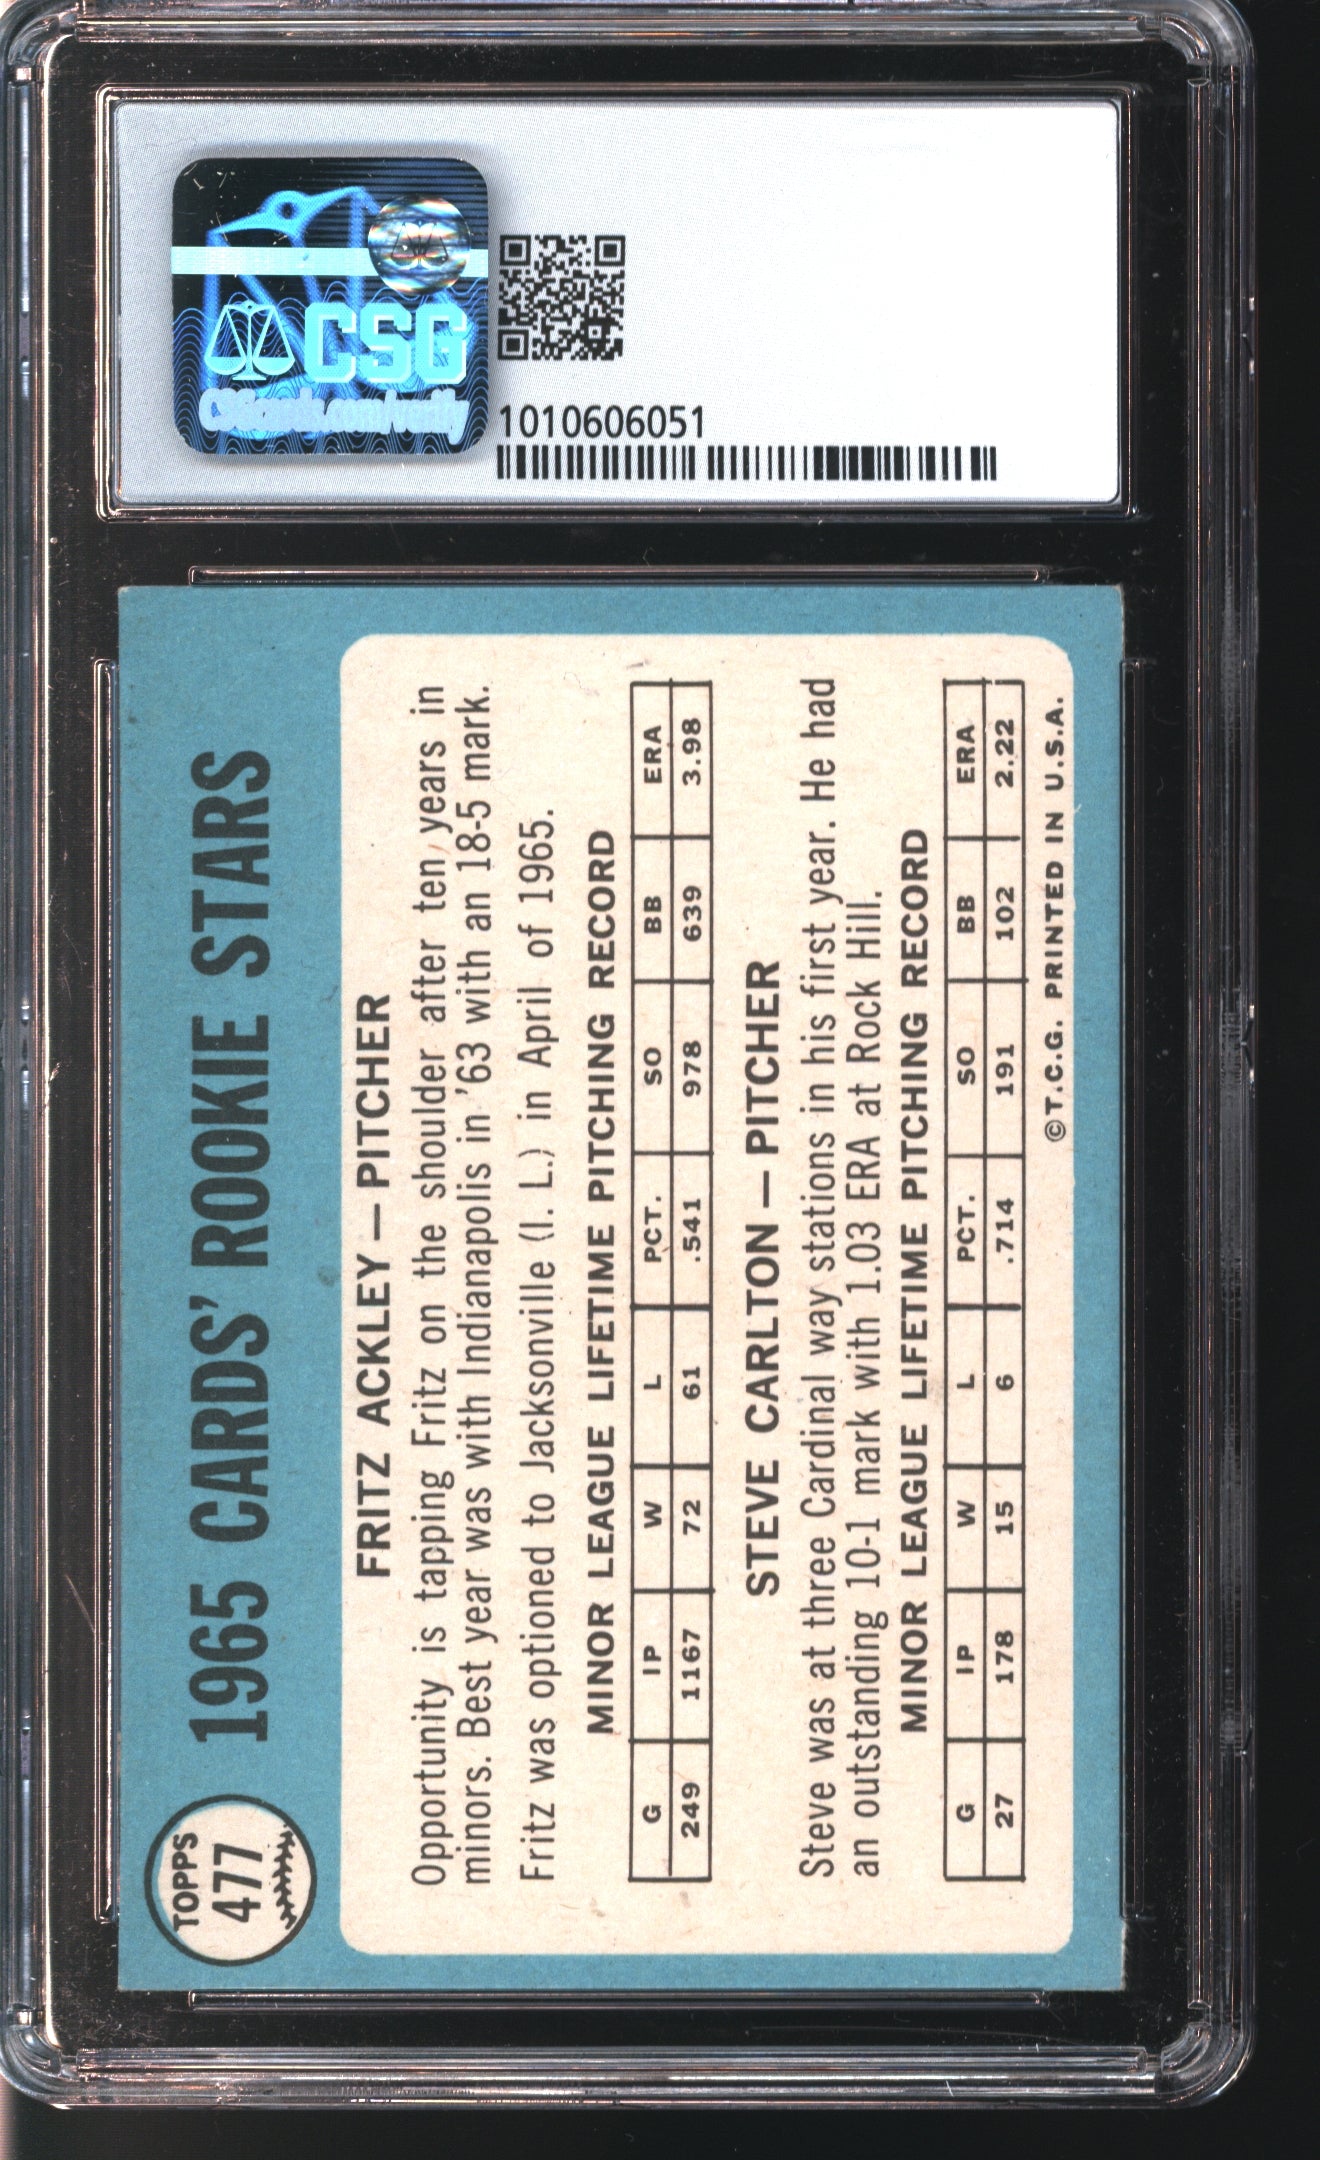 CSG
CSGcards.com/verify
1010606051
TOPPS
477
1965 CARDS' ROOKIE STARS
FRITZ ACKLEY — PITCHER
Opportunity is tapping Fritz on the shoulder after ten years in
minors. Best year was with Indianapolis in '63 with an 18-5 mark.
Fritz was optioned to Jacksonville (I. L.) in April of 1965.
MINOR LEAGUE LIFETIME PITCHING RECORD
G IP W L PCT. SO BB ERA
249 1167 72 61 .541 978 639 3.98
STEVE CARLTON — PITCHER
Steve was at three Cardinal way stations in his first year. He had
an outstanding 10-1 mark with 1.03 ERA at Rock Hill.
MINOR LEAGUE LIFETIME PITCHING RECORD
G IP W L PCT. SO BB ERA
27 178 15 6 .714 191 102 2.22
©T.C.G. PRINTED IN U.S.A.